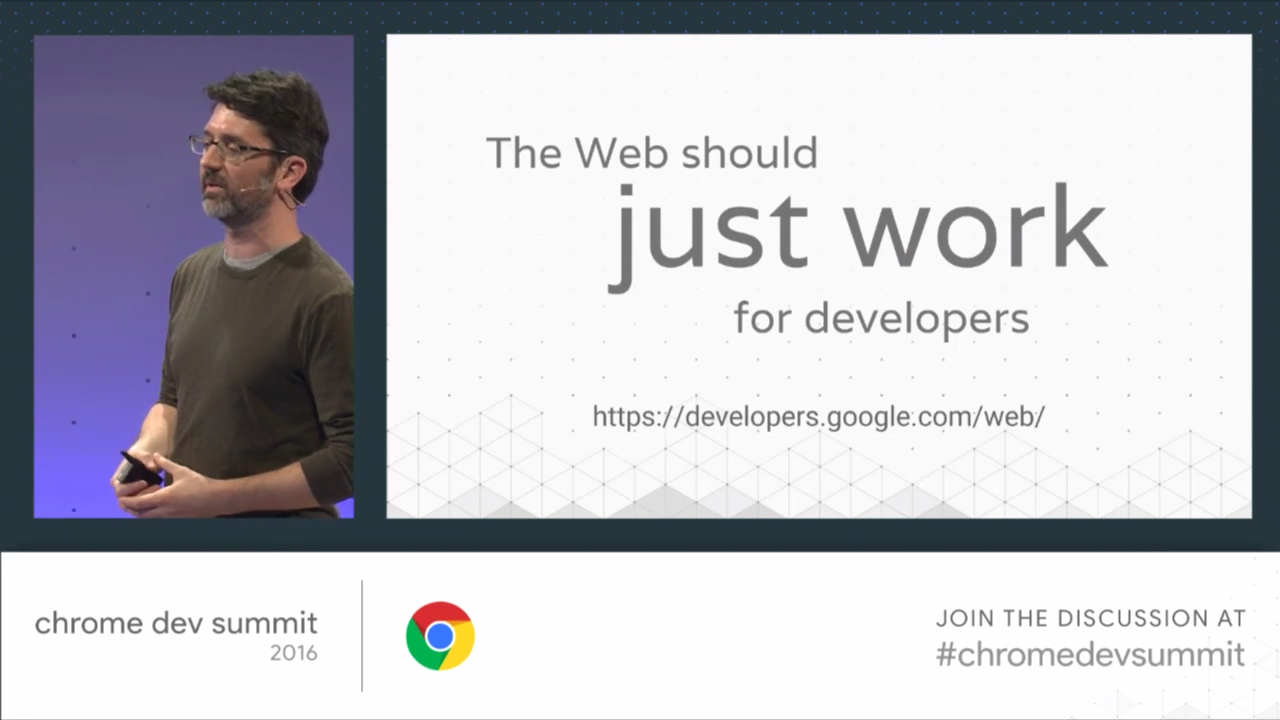 The Web should
just work
for developers
https://developers.google.com/web/
chrome dev summit
2016
JOIN THE DISCUSSION AT
#chromedevsummit